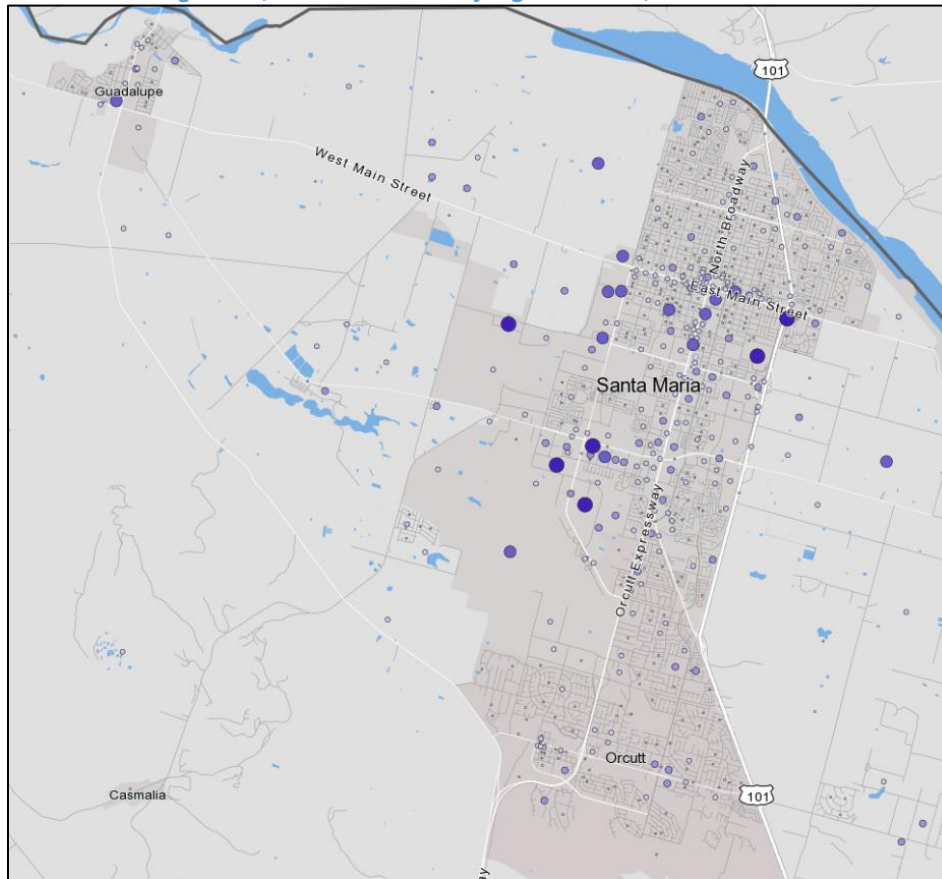 101
Guadalupe
West Main Street
North Broadway
East Main Street
Santa Maria
Orcutt Expressway
Orcutt
Casmalia
101